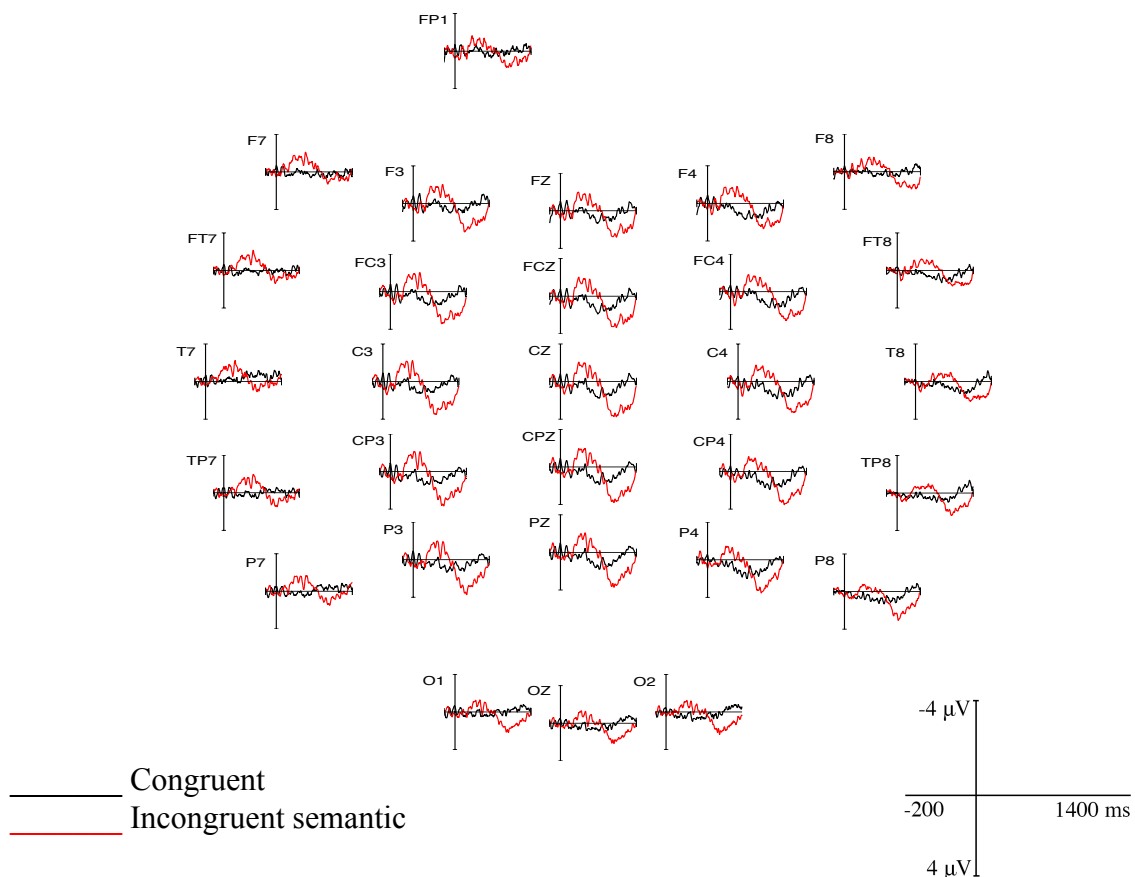 FP1
F7
F3
FZ
F4
F8
FT7
FC3
FCZ
FC4
FT8
T7
C3
CZ
C4
T8
TP7
CP3
CPZ
CP4
TP8
P7
P3
PZ
P4
P8
O1
OZ
O2
-4 µV
-200
1400 ms
4 µV
Congruent
Incongruent semantic